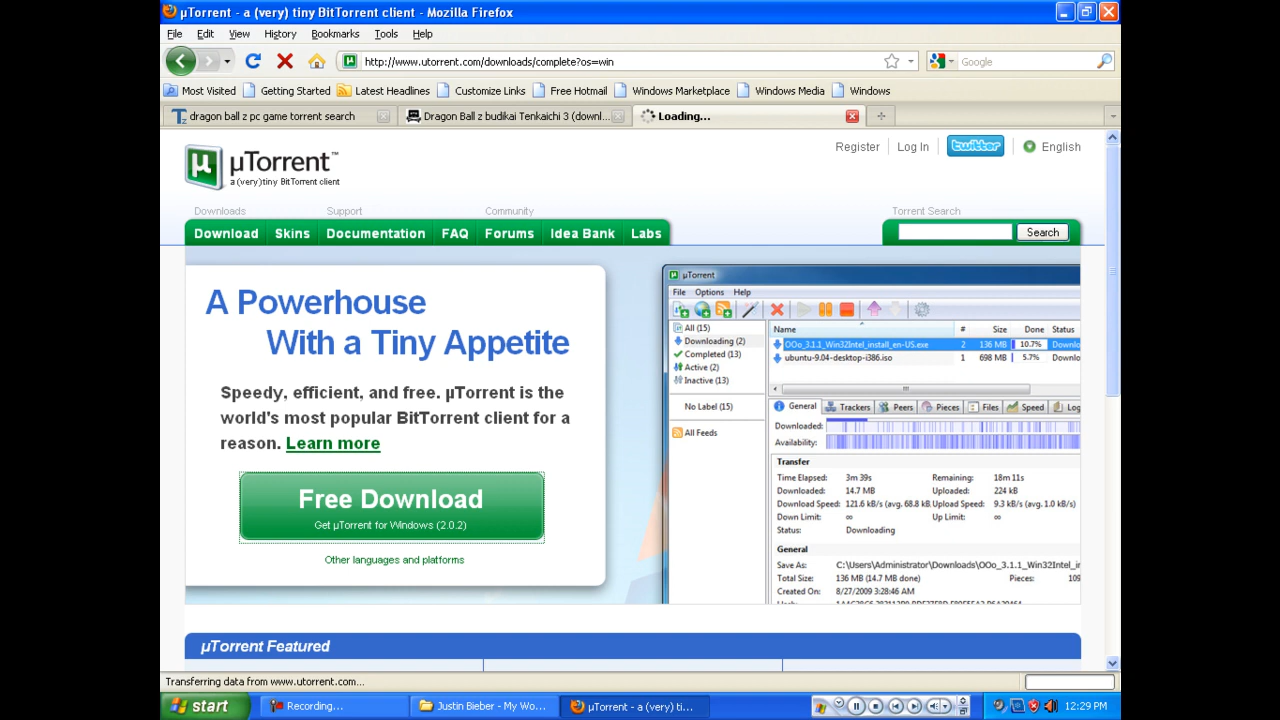 µTorrent - a (very) tiny BitTorrent client - Mozilla Firefox
File Edit View History Bookmarks Tools Help
http://www.utorrent.com/downloads/complete?os=win
Google
Most Visited Getting Started Latest Headlines Customize Links Free Hotmail Windows Marketplace Windows Media Windows
dragon ball z pc game torrent search Dragon Ball z budikai Tenkaichi 3 (downl... Loading...
Register Log In twitter English
µ µTorrent™
a (very) tiny BitTorrent client
Downloads Support Community Torrent Search
Download Skins Documentation FAQ Forums Idea Bank Labs Search
A Powerhouse
With a Tiny Appetite
Speedy, efficient, and free. µTorrent is the
world's most popular BitTorrent client for a
reason. Learn more
Free Download
Get µTorrent for Windows (2.0.2)
Other languages and platforms
µTorrent
File Options Help
All (15)
Downloading (2)
Completed (13)
Active (2)
Inactive (13)
No Label (15)
All Feeds
Name # Size Done Status
OOo_3.1.1_Win32Intel_install_en-US.exe 2 136 MB 10.7% Downlo
ubuntu-9.04-desktop-i386.iso 1 698 MB 5.7% Downlo
General Trackers Peers Pieces Files Speed Log
Downloaded:
Availability:
Transfer
Time Elapsed: 3m 39s Remaining: 18m 11s
Downloaded: 14.7 MB Uploaded: 224 kB
Download Speed: 121.6 kB/s (avg. 68.8 kB Upload Speed: 9.3 kB/s (avg. 1.0 kB/s)
Down Limit: ∞ Up Limit: ∞
Status: Downloading
General
Save As: C:\Users\Administrator\Downloads\OOo_3.1.1_Win32Intel_in
Total Size: 136 MB (14.7 MB done) Pieces: 109
Created On: 8/27/2009 3:28:46 AM
µTorrent Featured
Transferring data from www.utorrent.com...
start Recording... Justin Bieber - My Wo... µTorrent - a (very) ti... 12:29 PM